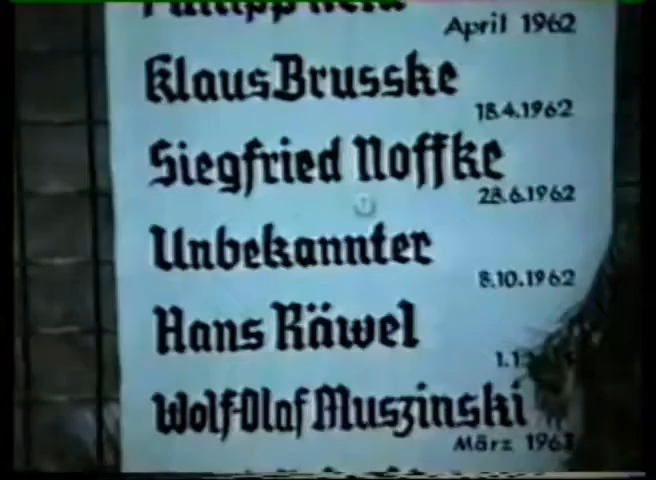 April 1962
Klaus Brusske
18.4.1962
Siegfried Noffke
28.6.1962
Unbekannter
8.10.1962
Hans Räwel
Wolf-Olaf Muszinski
März 1963